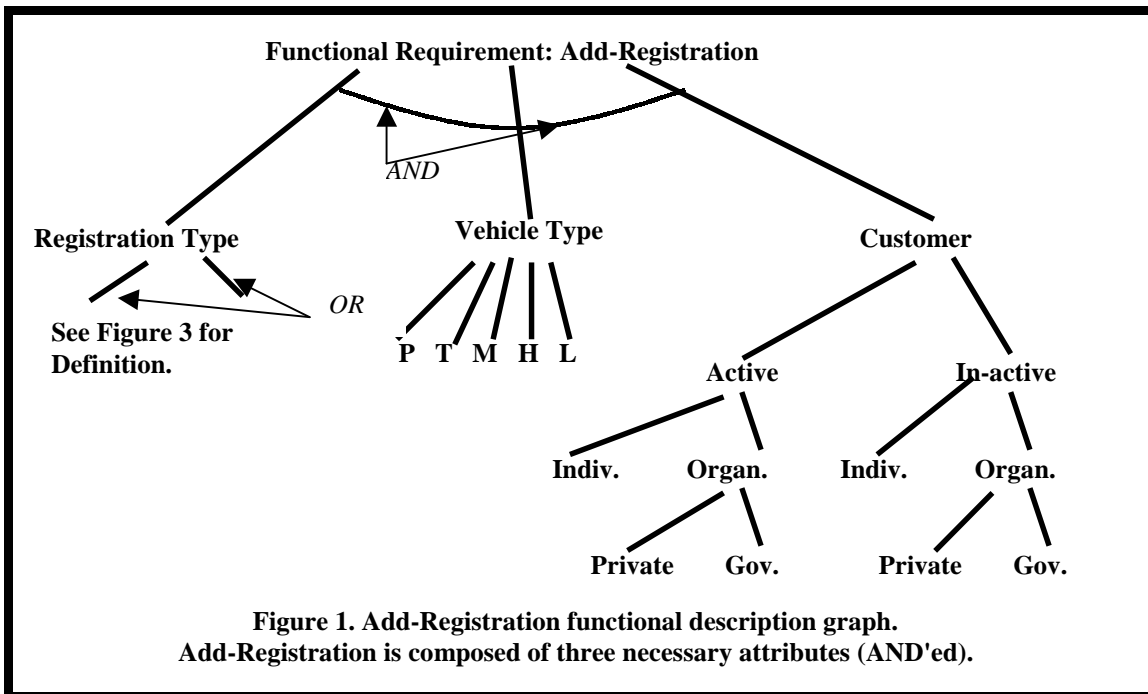 Functional Requirement: Add-Registration
AND
Registration Type
Vehicle Type
Customer
OR
See Figure 3 for
Definition.
P T M H L
Active
In-active
Indiv.
Organ.
Indiv.
Organ.
Private
Gov.
Private
Gov.
Figure 1. Add-Registration functional description graph.
Add-Registration is composed of three necessary attributes (AND'ed).